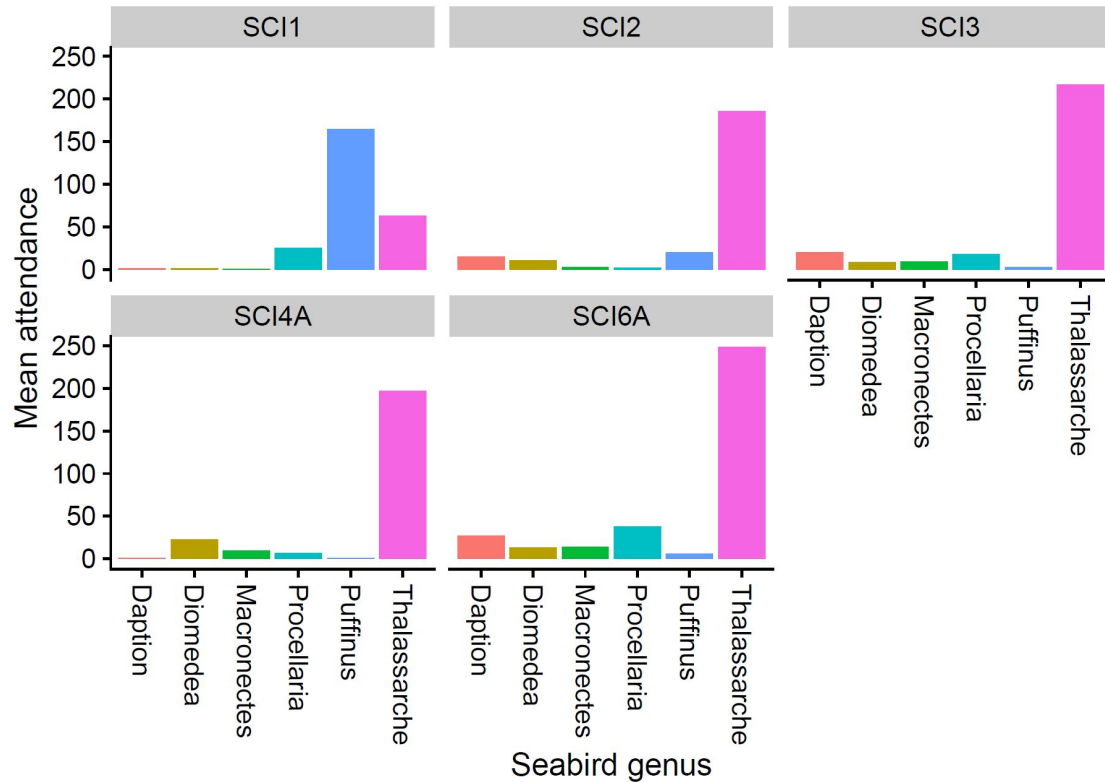 SCI1
SCI2
SCI3
250
200
150
100
50
0
Daption
Diomedea
Macronectes
Procellaria
Puffinus
Thalassarche
SCI4A
SCI6A
250
200
150
100
50
0
Daption
Diomedea
Macronectes
Procellaria
Puffinus
Thalassarche
Daption
Diomedea
Macronectes
Procellaria
Puffinus
Thalassarche
Mean attendance
Seabird genus